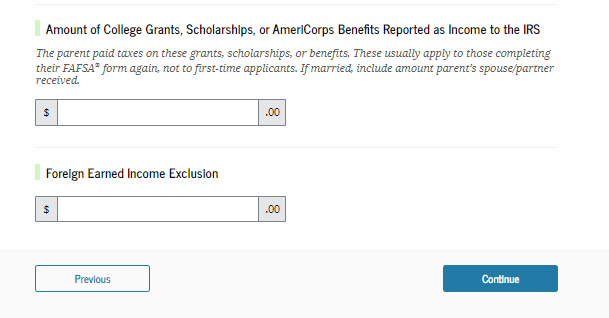 Amount of College Grants, Scholarships, or AmeriCorps Benefits Reported as Income to the IRS
The parent paid taxes on these grants, scholarships, or benefits. These usually apply to those completing
their FAFSA® form again, not to first-time applicants. If married, include amount parent's spouse/partner
received.
$ .00
Foreign Earned Income Exclusion
$ .00
Previous Continue